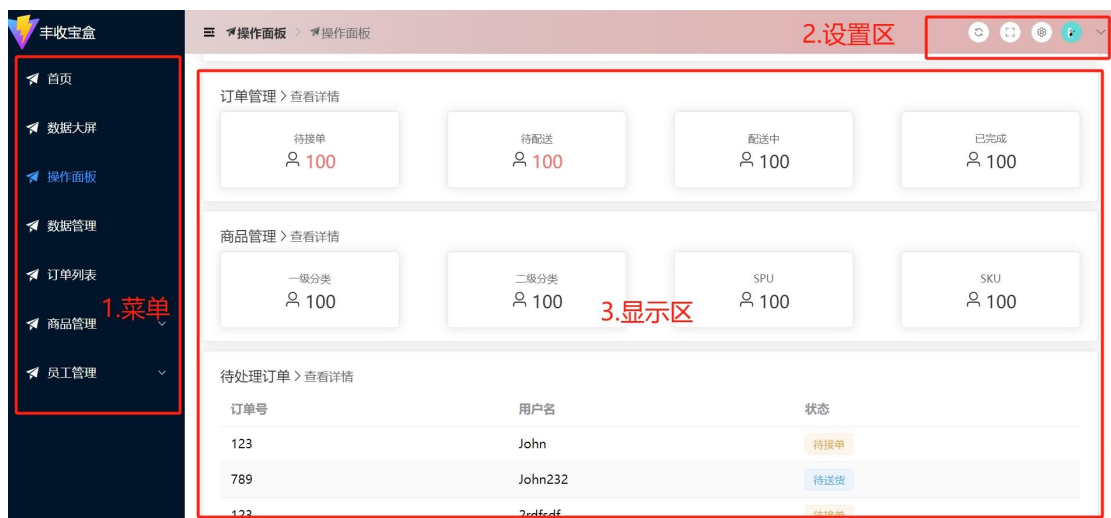 丰收宝盒
操作面板 > 操作面板
2.设置区
首页
数据大屏
操作面板
数据管理
订单列表
1.菜单
商品管理
员工管理
订单管理 > 查看详情
待接单 待配送 配送中 已完成
100 100 100 100
商品管理 > 查看详情
一级分类 二级分类 SPU SKU
100 100 100 100
3.显示区
待处理订单 > 查看详情
订单号 用户名 状态
123 John 待接单
789 John232 待送货
123 2rdfsdf 待接单